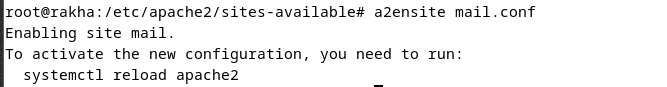 root@rakha:/etc/apache2/sites-available# a2ensite mail.conf
Enabling site mail.
To activate the new configuration, you need to run:
  systemctl reload apache2